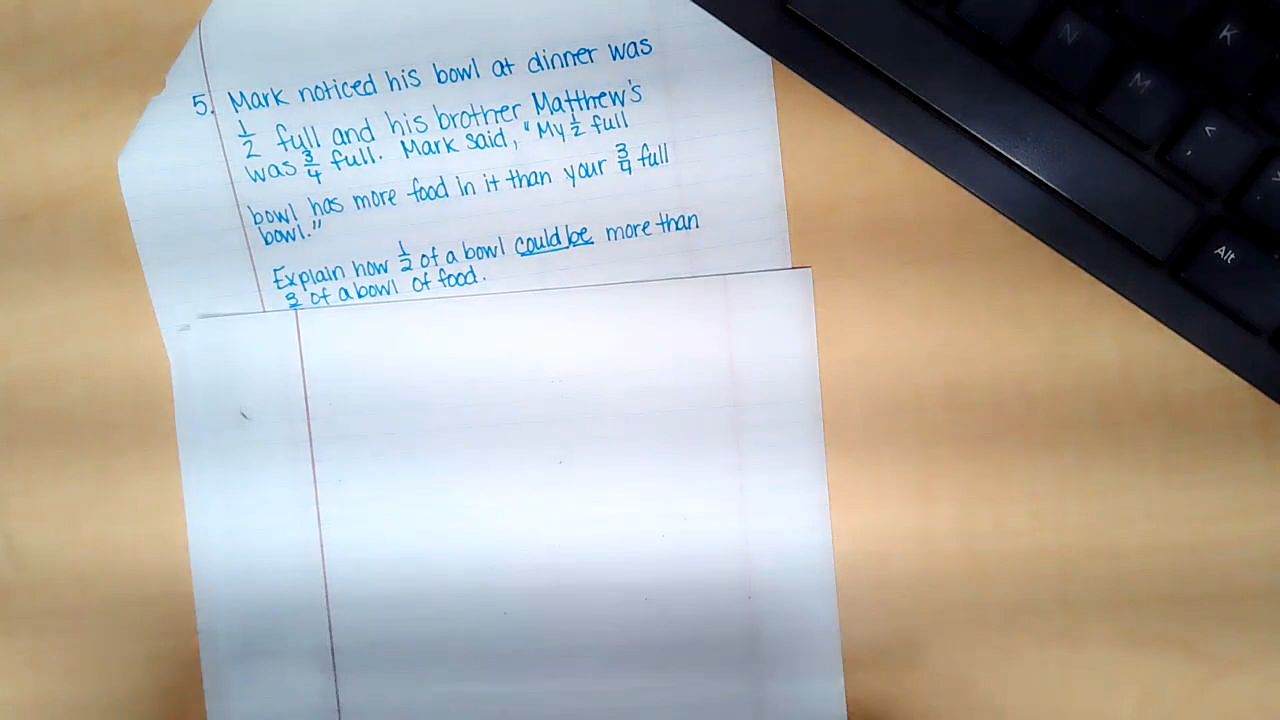 5. Mark noticed his bowl at dinner was
1/2 full and his brother Matthew's
was 3/4 full. Mark said, "My 1/2 full
bowl has more food in it than your 3/4 full
bowl."
Explain how 1/2 of a bowl could be more than
of a bowl of food.
N
K
M
<
,
Alt